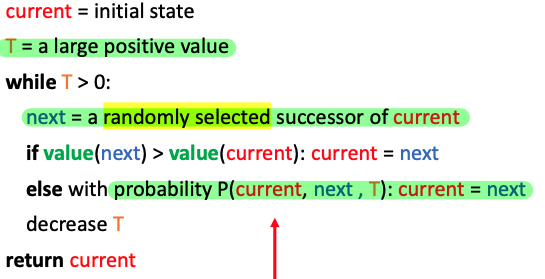 current = initial state
T = a large positive value
while T > 0:
next = a randomly selected successor of current
if value(next) > value(current): current = next
else with probability P(current, next , T): current = next
decrease T
return current